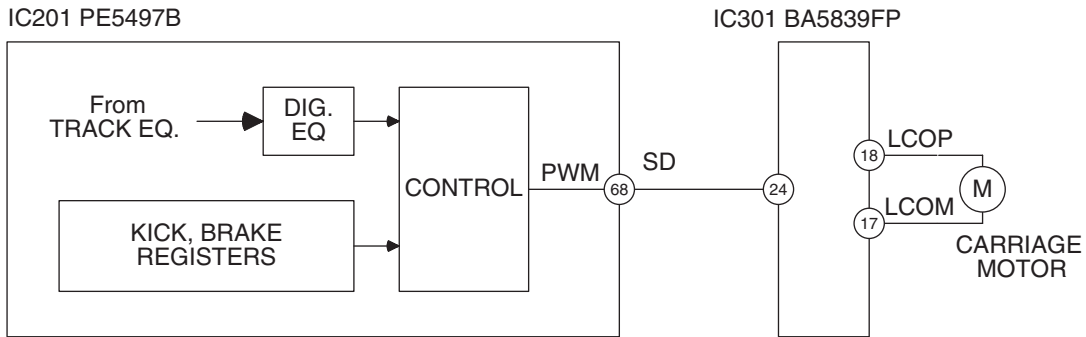 IC201 PE5497B
IC301 BA5839FP
From
TRACK EQ.
DIG.
EQ
CONTROL
PWM
68
SD
24
18
LCOP
M
17
LCOM
KICK, BRAKE
REGISTERS
CARRIAGE
MOTOR